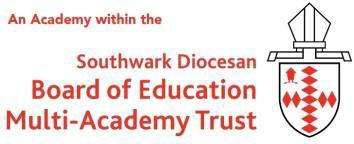 An Academy within the
Southwark Diocesan
Board of Education
Multi-Academy Trust